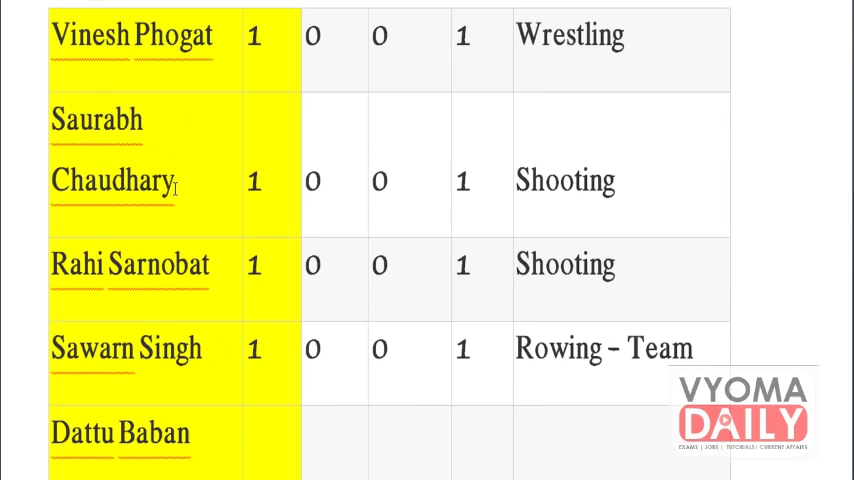 Vinesh Phogat 1 0 0 1 Wrestling
Saurabh
Chaudhary 1 0 0 1 Shooting
Rahi Sarnobat 1 0 0 1 Shooting
Sawarn Singh 1 0 0 1 Rowing – Team
Dattu Baban
VYOMA
DAILY
EXAMS | JOBS | TUTORIALS | CURRENT AFFAIRS